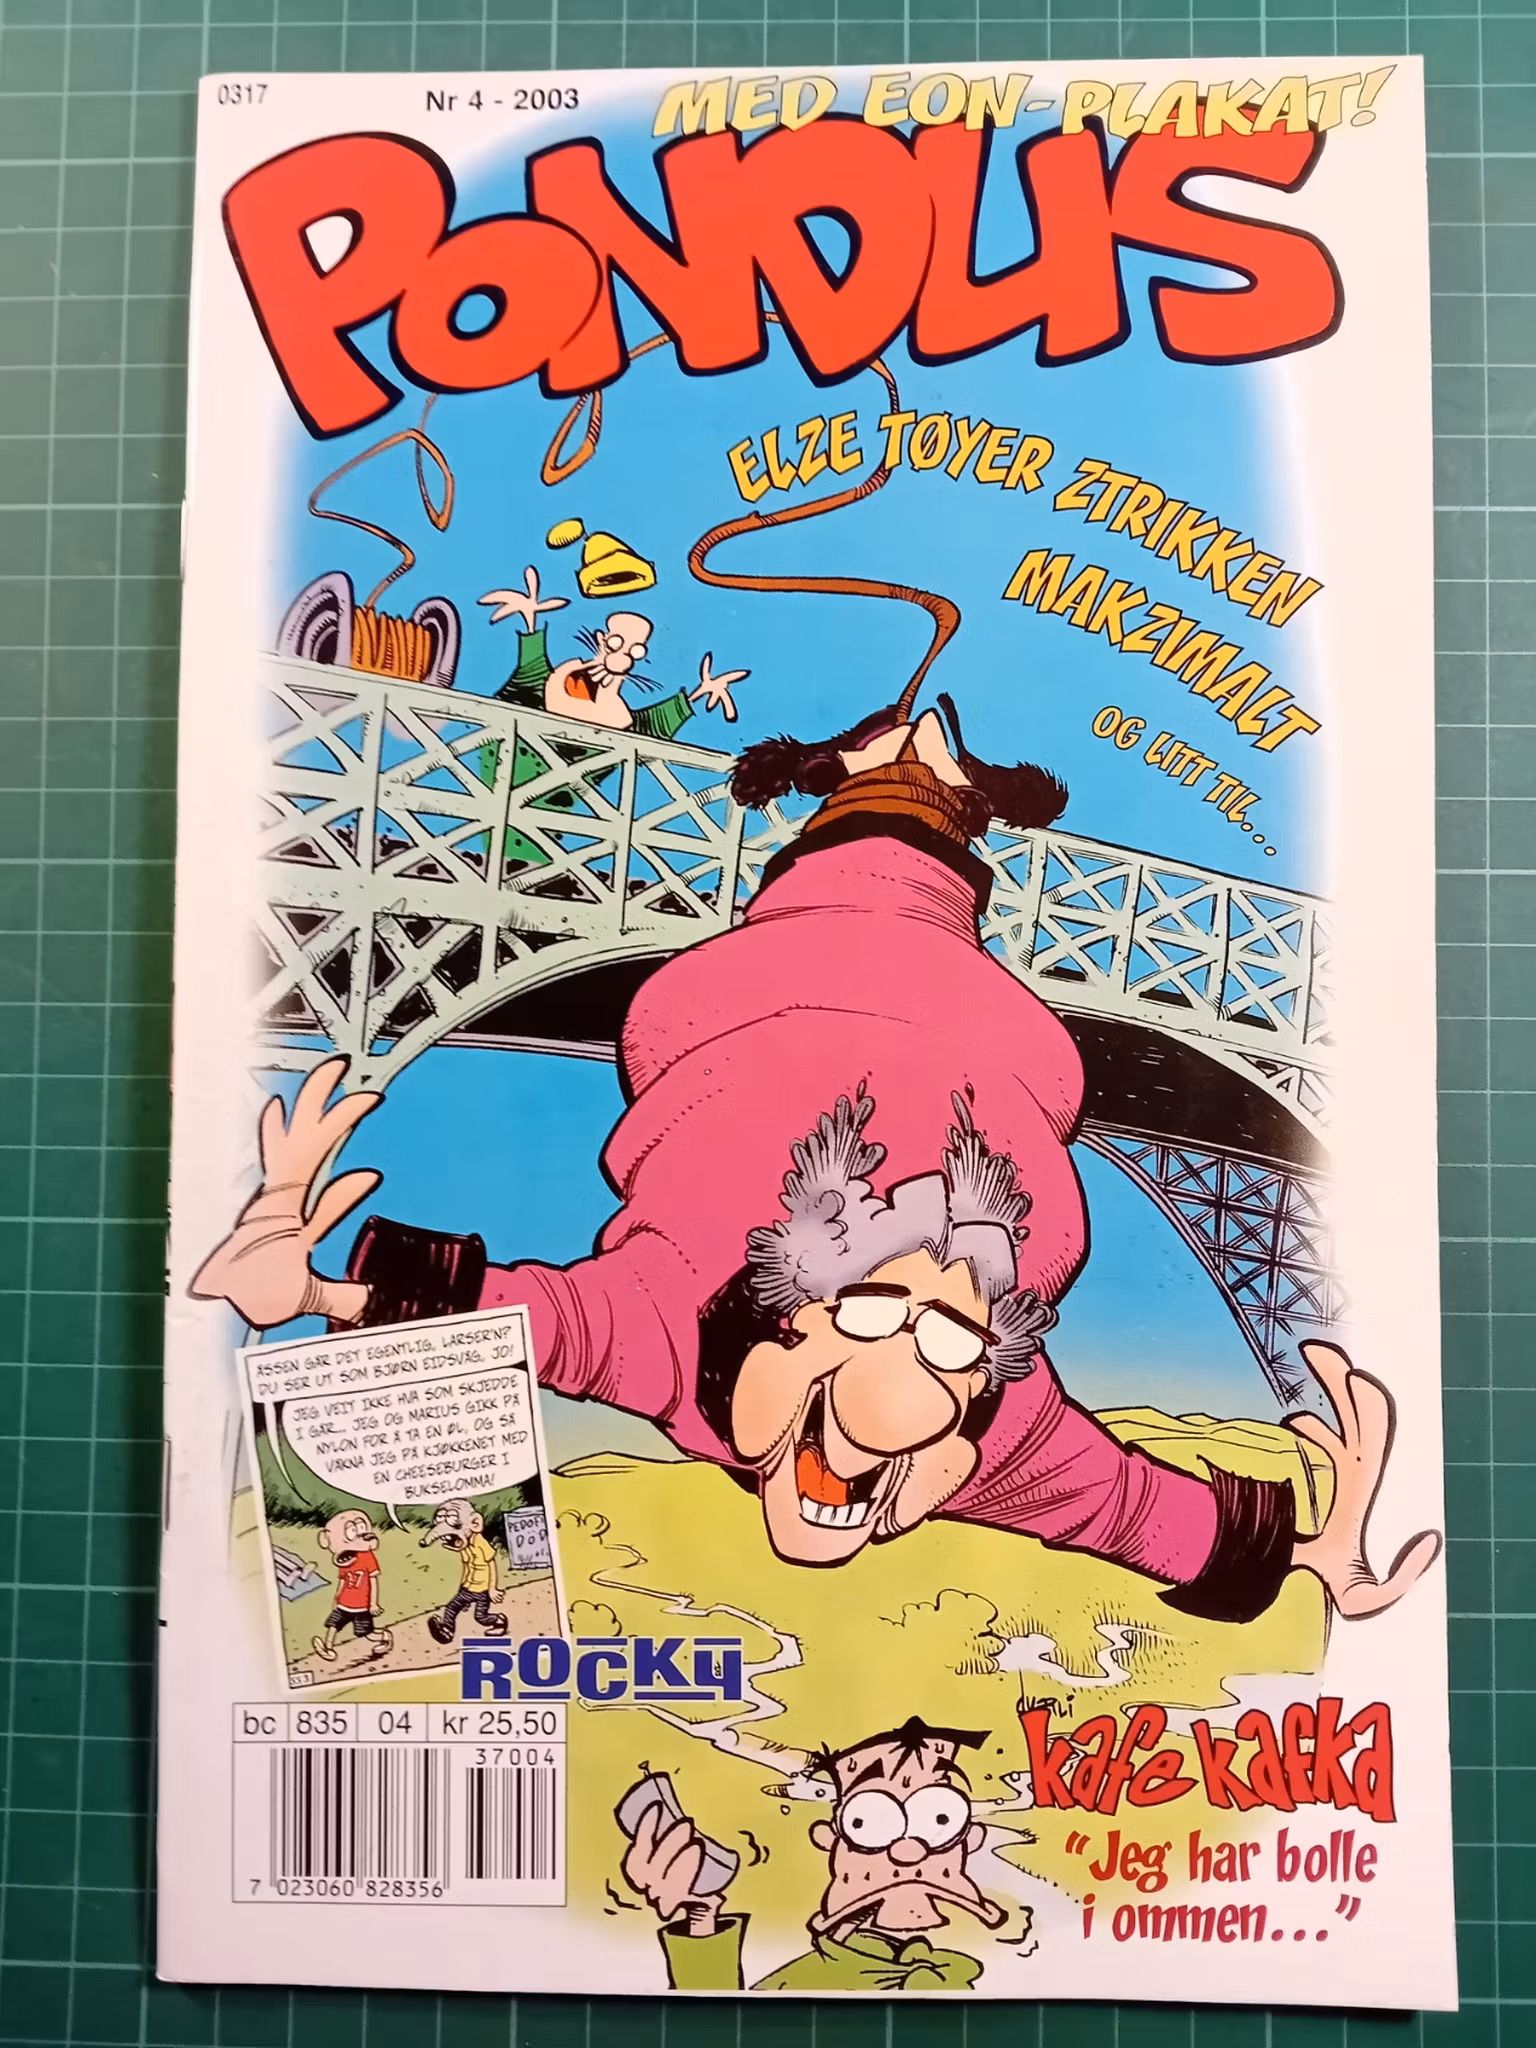 0317
Nr 4 - 2003
MED EON-PLAKAT!
PONDUS
ELZE TØYER ZTRIKKEN
MAKZIMALT
OG LITT TIL...
ÅSSEN GÅR DET EGENTLIG, LARSER'N?
DU SER UT SOM BJØRN EIDSVÅG, JO!
JEG VEIT IKKE HVA SOM SKJEDDE
I GÅR... JEG OG MARIUS GIKK PÅ
NYLON FOR Å TA EN ØL, OG SÅ
VÅKNA JEG PÅ KJØKKENET MED
EN CHEESEBURGER I
BUKSELOMMA!
17
ROCKY
bc 835 04 kr 25,50
37004
7 023060 828356
kafe kafka
"Jeg har bolle
i ommen..."